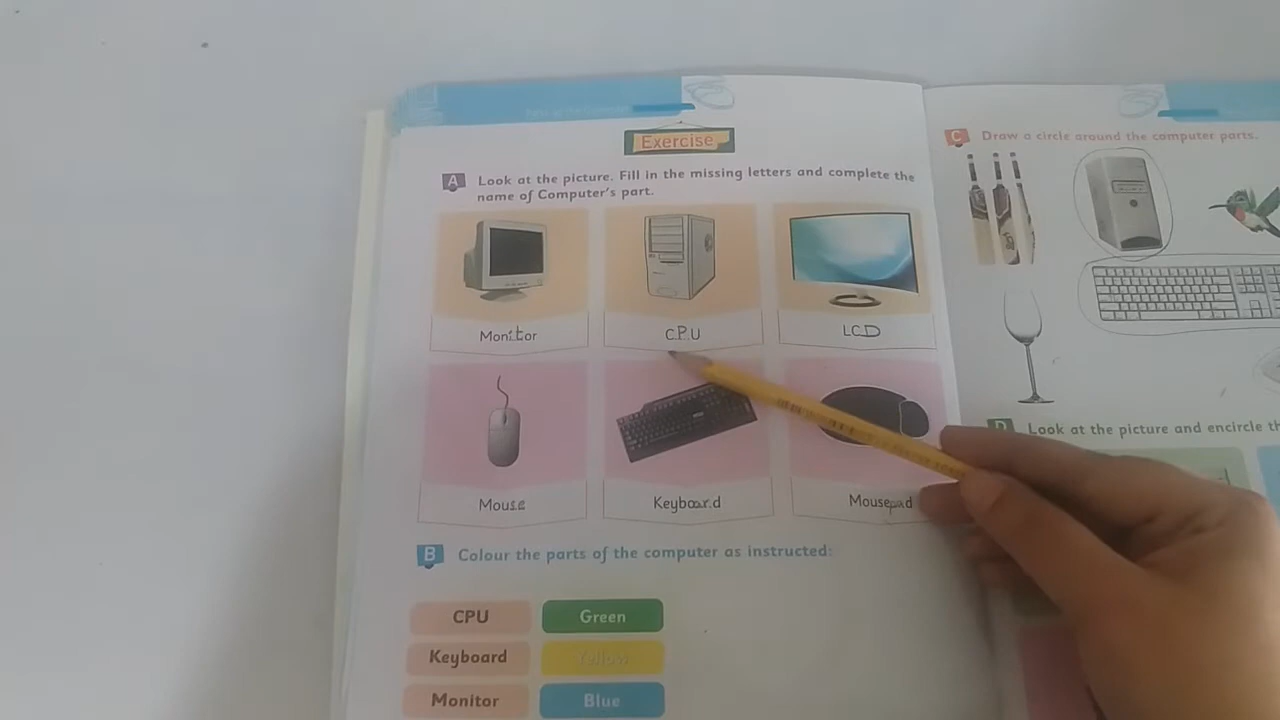 Exercise
A Look at the picture. Fill in the missing letters and complete the
name of Computer's part.
Monitor
CPU
LCD
Mouse
Keyboard
Mousepad
B Colour the parts of the computer as instructed:
CPU Green
Keyboard Yellow
Monitor Blue
C Draw a circle around the computer parts.
D Look at the picture and encircle